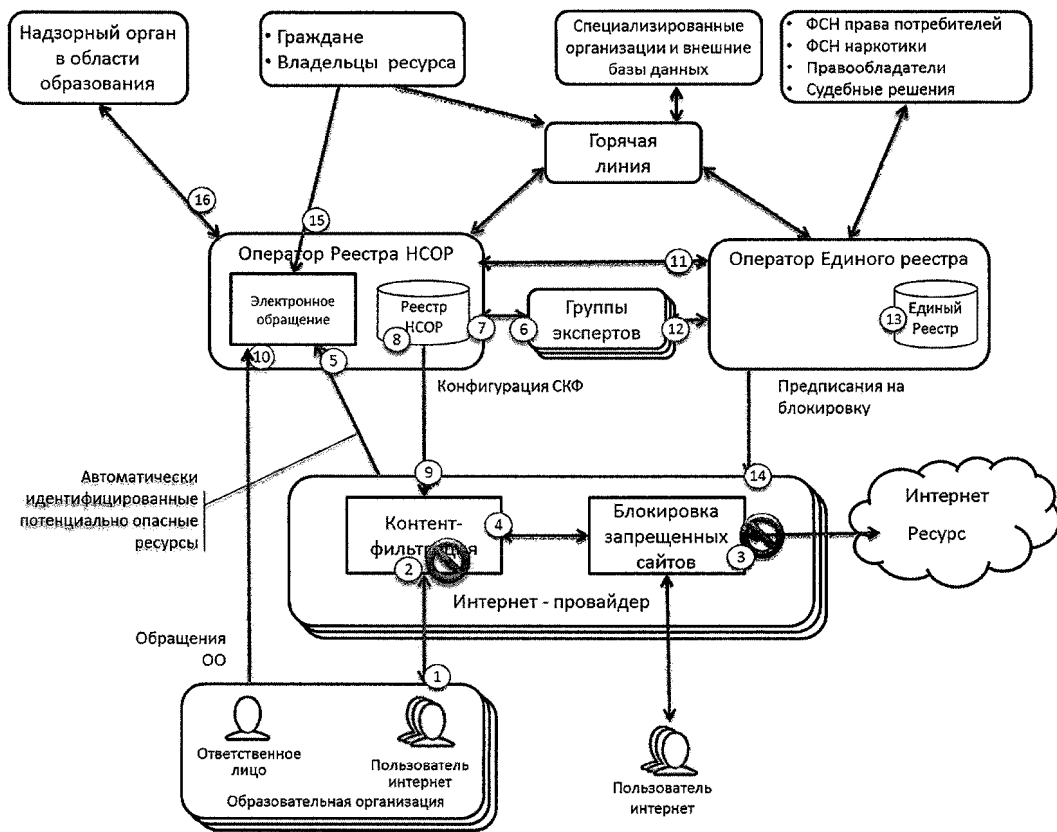 Надзорный орган
в области
образования
• Граждане
• Владельцы ресурса
Специализированные
организации и внешние
базы данных
• ФСН права потребителей
• ФСН наркотики
• Правообладатели
• Судебные решения
Горячая
линия
16
15
Оператор Реестра НСОР
11
Оператор Единого реестра
Электронное
обращение
Реестр
НСОР
8
7
6
Группы
экспертов
12
13
Единый
Реестр
10
5
Конфигурация СКФ
Предписания на
блокировку
Автоматически
идентифицированные
потенциально опасные
ресурсы
9
14
Контент-
фильтрация
2
4
Блокировка
запрещенных
сайтов
3
Интернет
Ресурс
Интернет - провайдер
Обращения
ОО
1
Ответственное
лицо
Пользователь
интернет
Образовательная организация
Пользователь
интернет